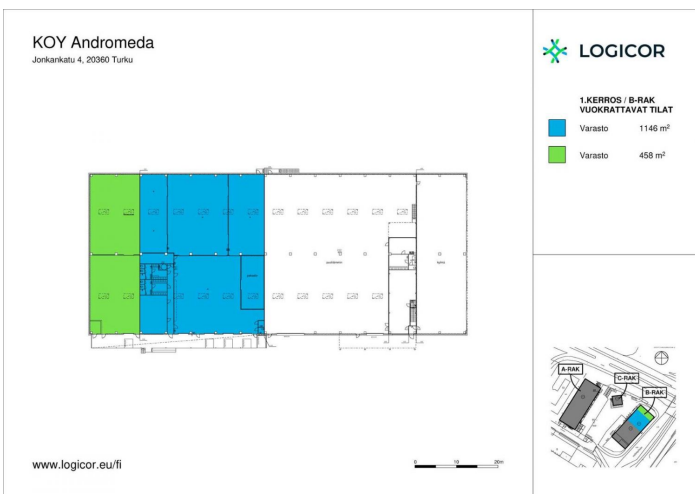 KOY Andromeda
Jonkankatu 4, 20360 Turku
LOGICOR
1.KERROS / B-RAK
VUOKRATTAVAT TILAT
Varasto 1146 m²
Varasto 458 m²
A-RAK
C-RAK
B-RAK
www.logicor.eu/fi
0 10 20m